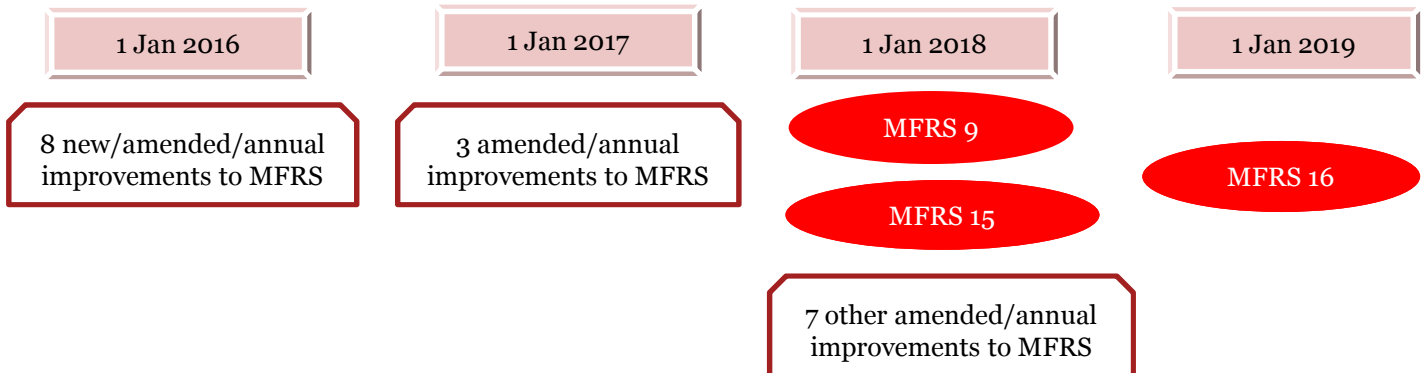 1 Jan 2016
8 new/amended/annual
improvements to MFRS
1 Jan 2017
3 amended/annual
improvements to MFRS
1 Jan 2018
MFRS 9
MFRS 15
7 other amended/annual
improvements to MFRS
1 Jan 2019
MFRS 16